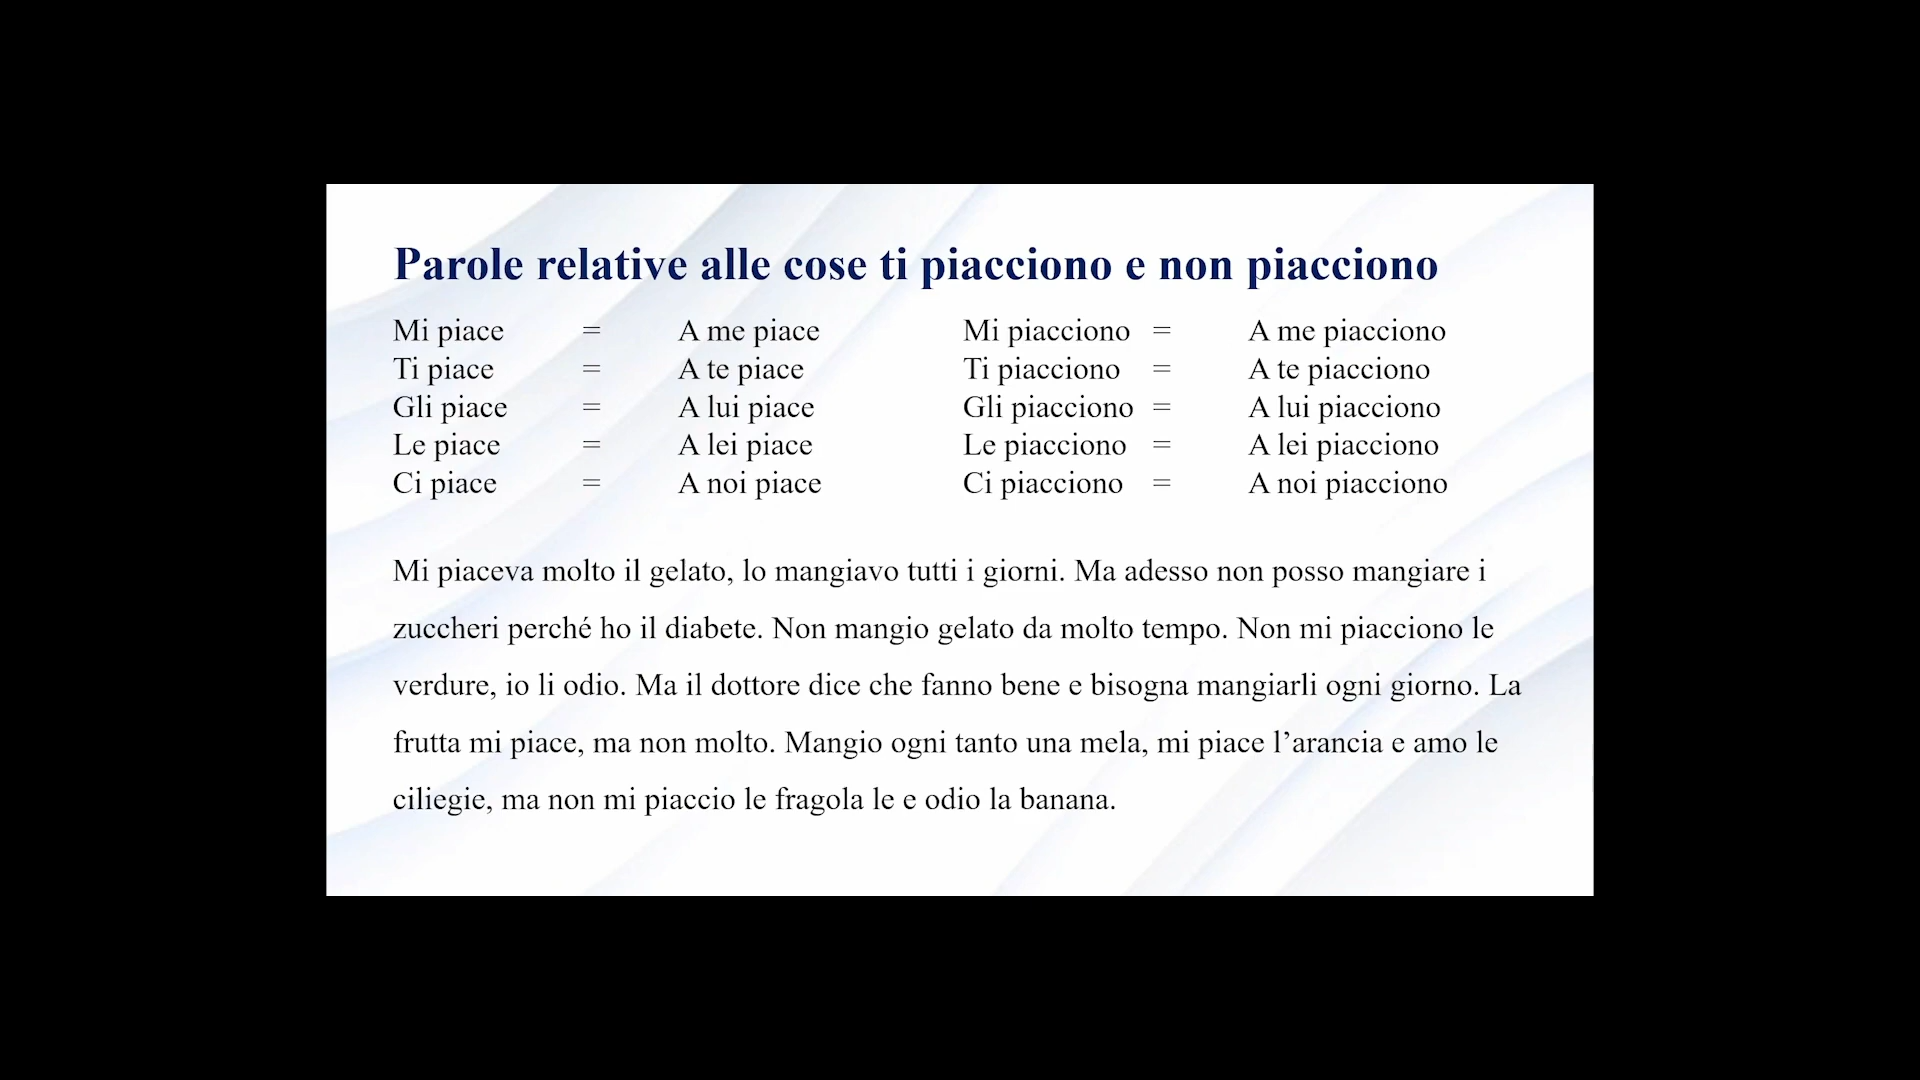 Parole relative alle cose ti piacciono e non piacciono
Mi piace = A me piace Mi piacciono = A me piacciono
Ti piace = A te piace Ti piacciono = A te piacciono
Gli piace = A lui piace Gli piacciono = A lui piacciono
Le piace = A lei piace Le piacciono = A lei piacciono
Ci piace = A noi piace Ci piacciono = A noi piacciono
Mi piaceva molto il gelato, lo mangiavo tutti i giorni. Ma adesso non posso mangiare i
zuccheri perché ho il diabete. Non mangio gelato da molto tempo. Non mi piacciono le
verdure, io li odio. Ma il dottore dice che fanno bene e bisogna mangiarli ogni giorno. La
frutta mi piace, ma non molto. Mangio ogni tanto una mela, mi piace l’arancia e amo le
ciliegie, ma non mi piaccio le fragola le e odio la banana.